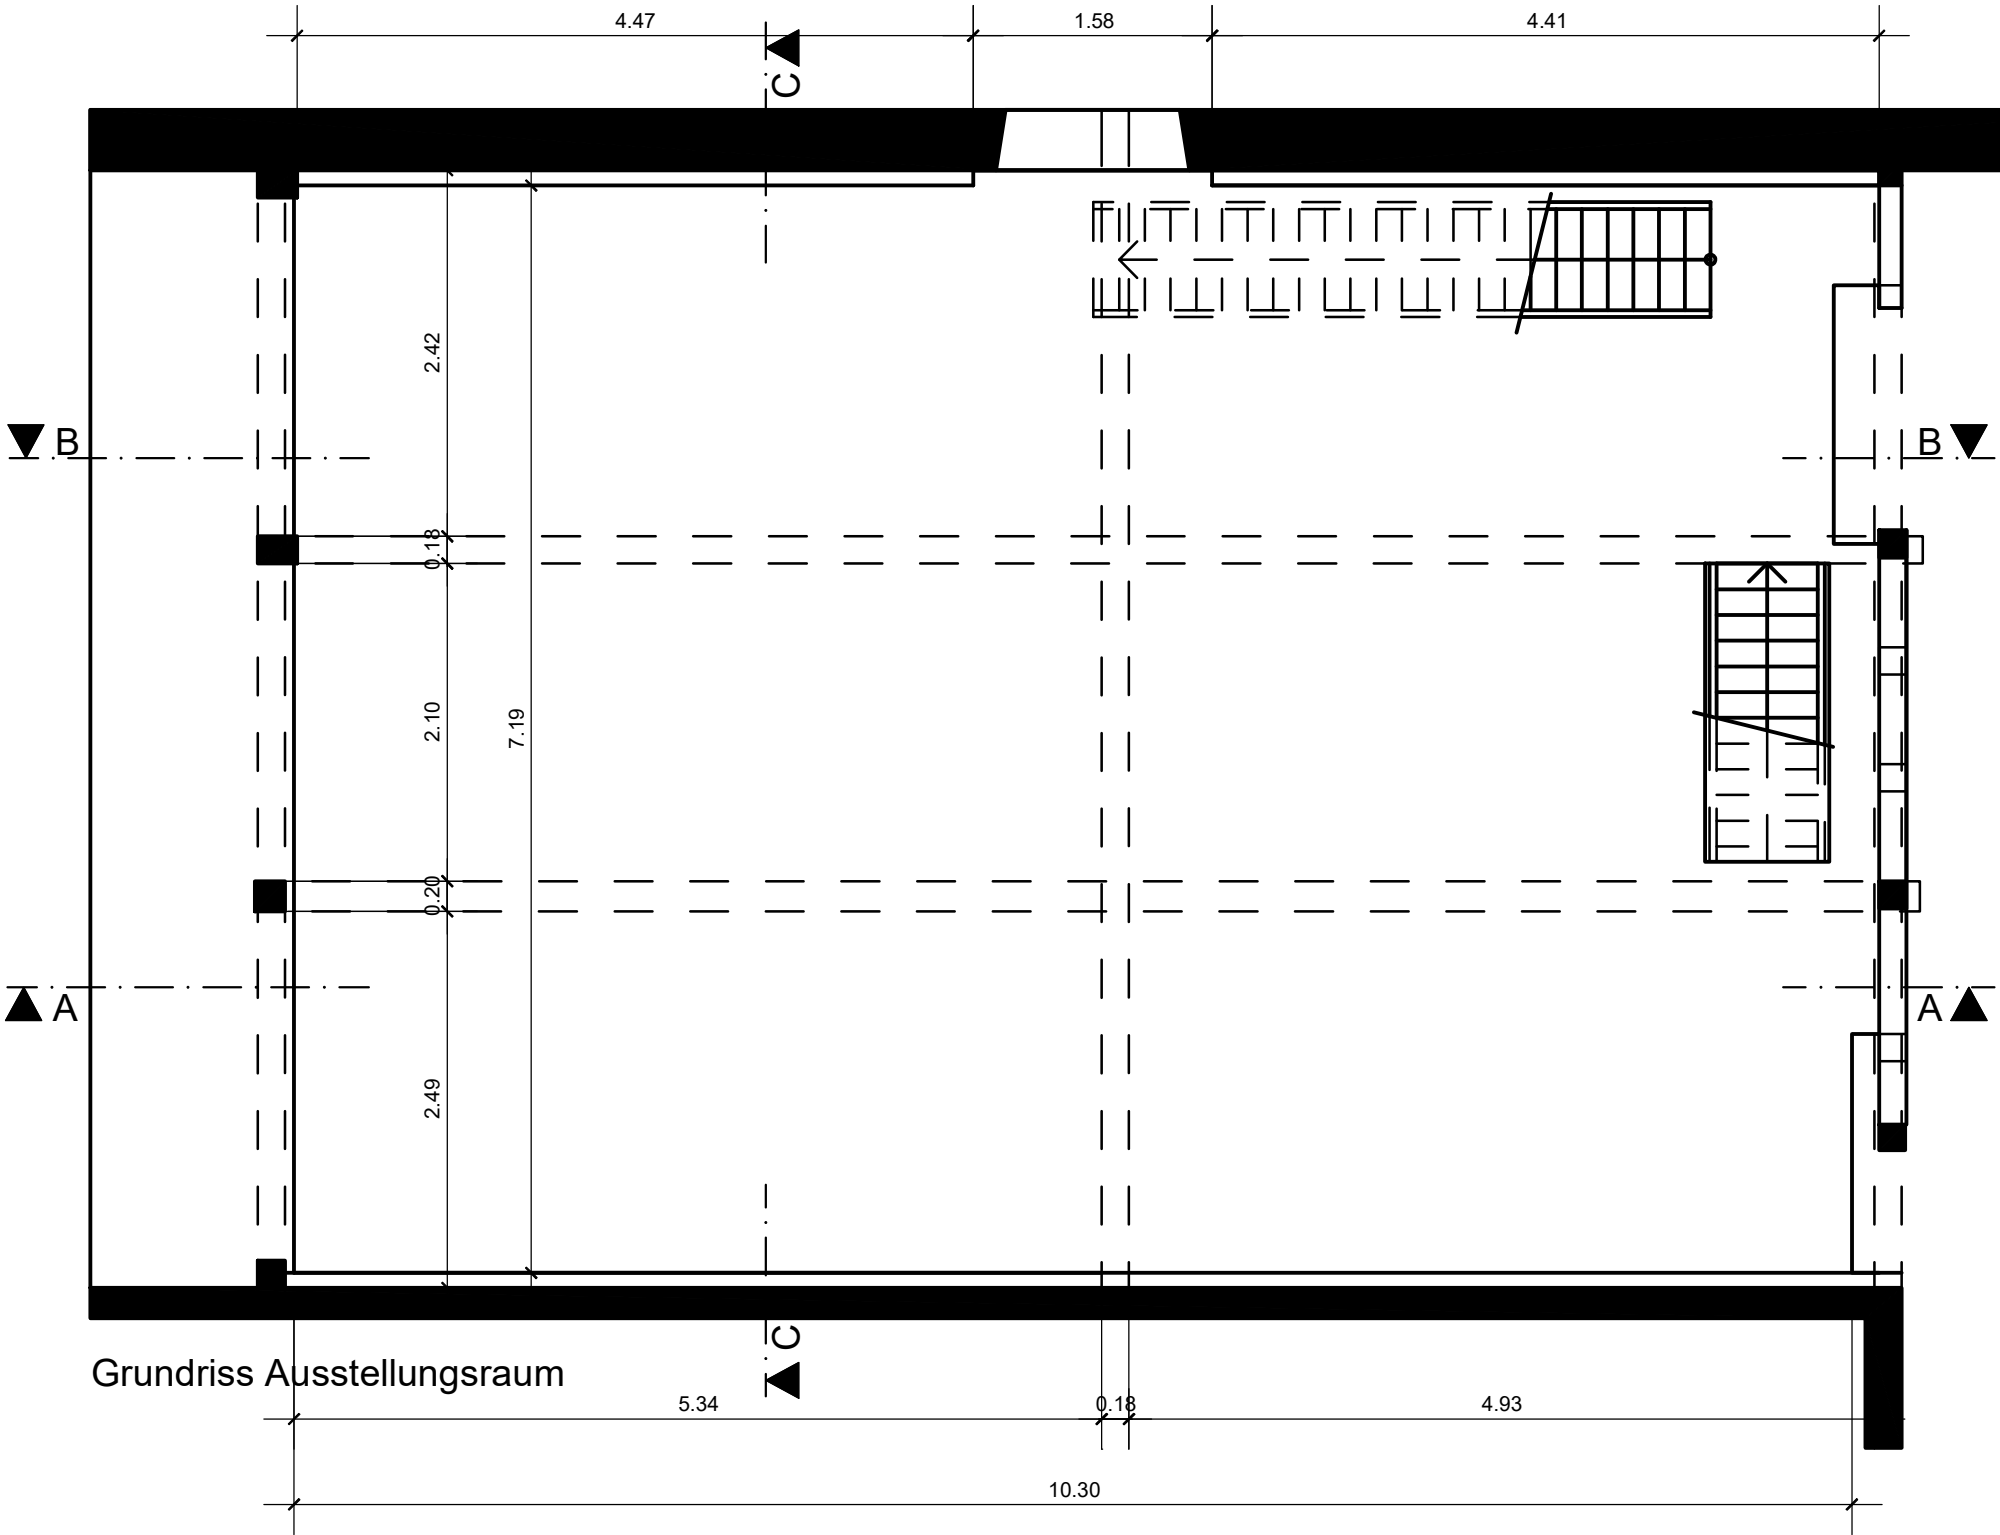 4.47 1.58 4.41
C
2.42
B B
0.18
2.10 7.19
0.20
A A
2.49
C
Grundriss Ausstellungsraum
5.34 0.18 4.93
10.30